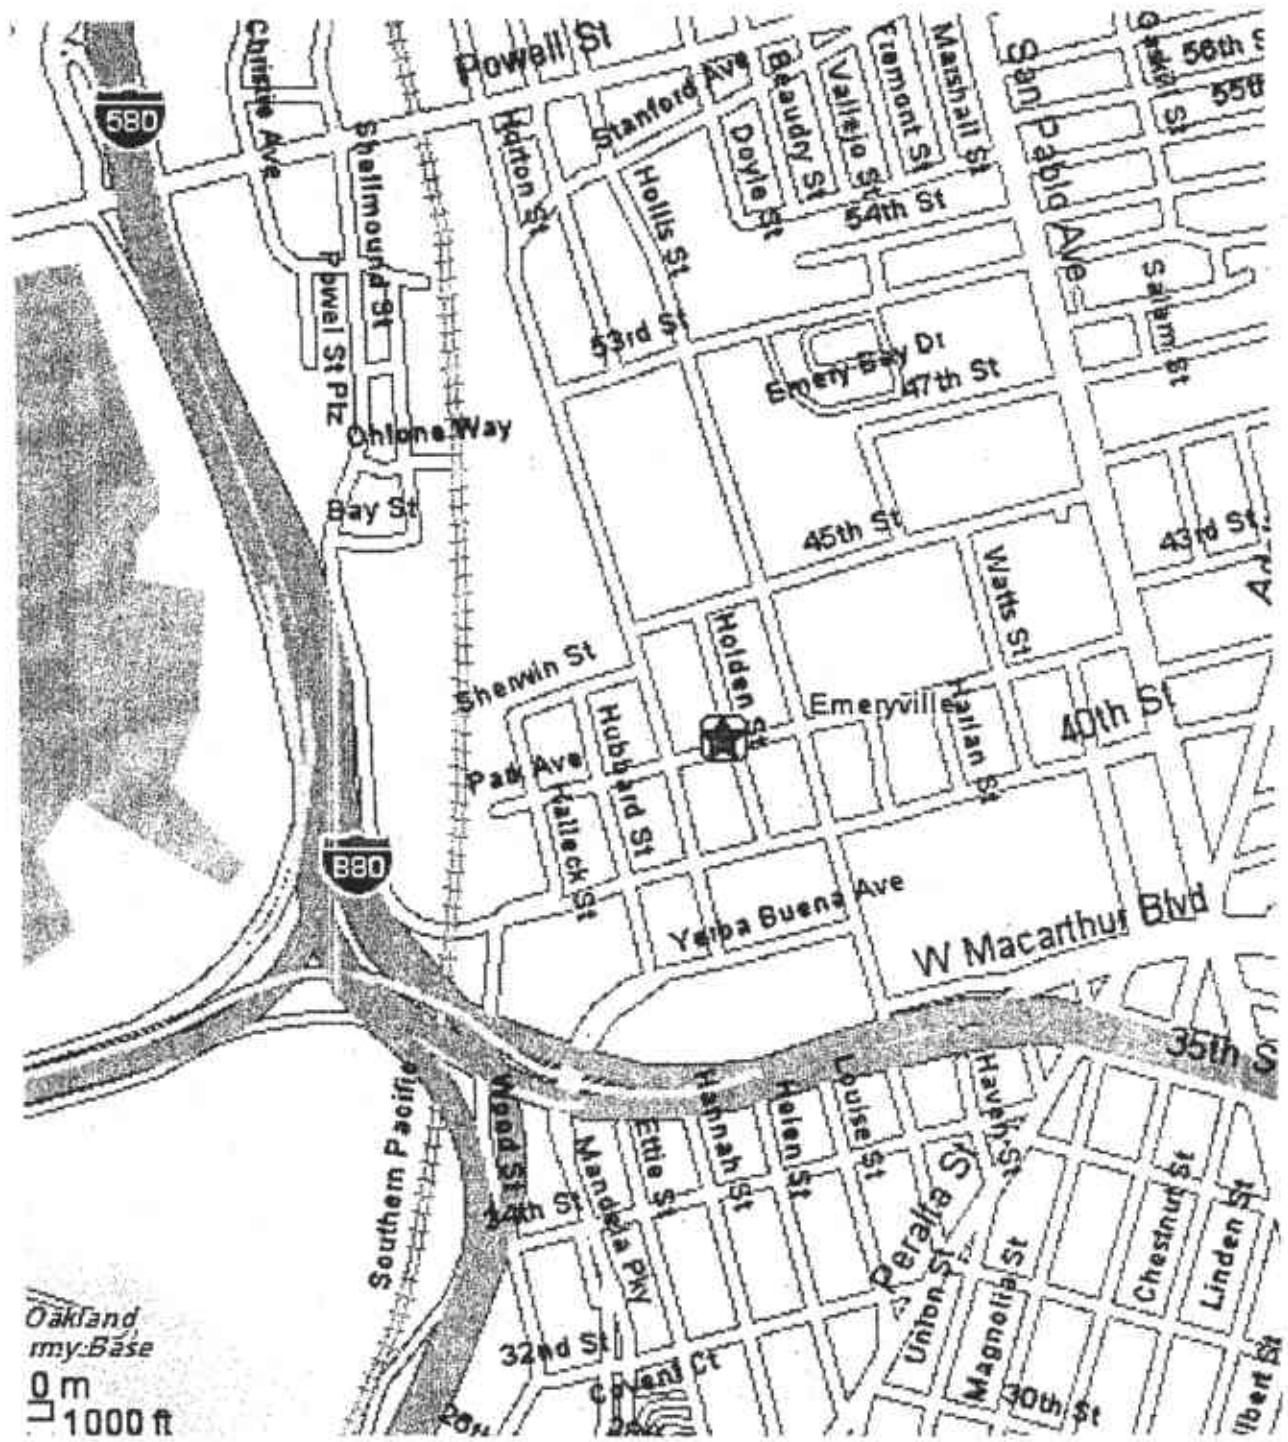 580
Christie Ave
Shellmound St
Powell St
Horton St
Stanford Ave
Hollis St
Doyle St
Beaudry St
Vallejo St
Fremont St
Marshall St
San Pablo Ave
Gaskill St
56th S
55th
54th St
Salem St
Powel St Plz
53rd St
Emery Bay Dr
47th St
Ohlone Way
Bay St
45th St
43rd St
Watts St
Sherwin St
Holden St
Emeryville
Harlan St
40th St
Hubbard St
Park Ave
Halleck St
880
Yerba Buena Ave
W Macarthur Blvd
35th S
Southern Pacific
Wood St
Mandela Pky
Ettie St
Hannah St
Helen St
Louise St
Haven St
Peralta St
34th St
Union St
Magnolia St
Chestnut St
Linden St
lbert St
Oakland
rmy Base
32nd St
Covent Ct
30th St
0 m
1000 ft